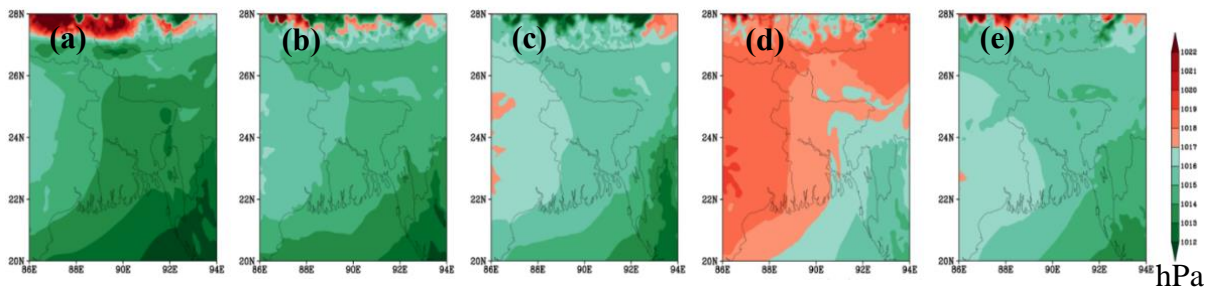 (a) (b) (c) (d) (e)
28N 28N 28N 28N 28N
26N 26N 26N 26N 26N
24N 24N 24N 24N 24N
22N 22N 22N 22N 22N
20N 20N 20N 20N 20N
86E 88E 90E 92E 94E 86E 88E 90E 92E 94E 86E 88E 90E 92E 94E 86E 88E 90E 92E 94E 86E 88E 90E 92E 94E
1022
1021
1020
1019
1018
1017
1016
1015
1014
1013
1012
hPa